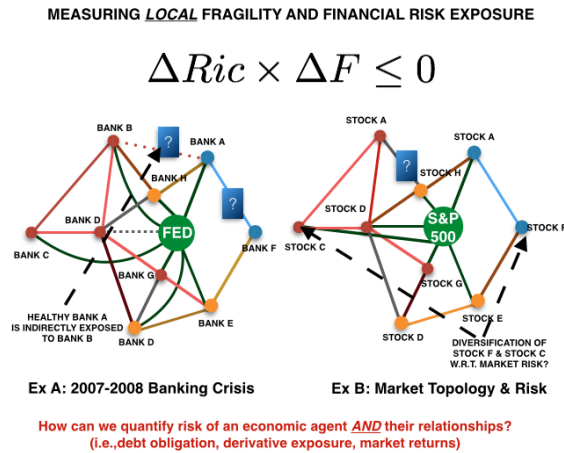 MEASURING LOCAL FRAGILITY AND FINANCIAL RISK EXPOSURE
ΔRic × ΔF ≤ 0
BANK B
?
BANK A
BANK H
?
BANK D
FED
BANK C
BANK F
BANK G
HEALTHY BANK A
IS INDIRECTLY EXPOSED
TO BANK B
BANK E
BANK D
STOCK A
STOCK A
?
STOCK H
STOCK D
S&P
500
STOCK F
STOCK C
STOCK G
STOCK E
STOCK D
DIVERSIFICATION OF
STOCK F & STOCK C
W.R.T. MARKET RISK?
Ex A: 2007-2008 Banking Crisis
Ex B: Market Topology & Risk
How can we quantify risk of an economic agent AND their relationships?
(i.e.,debt obligation, derivative exposure, market returns)